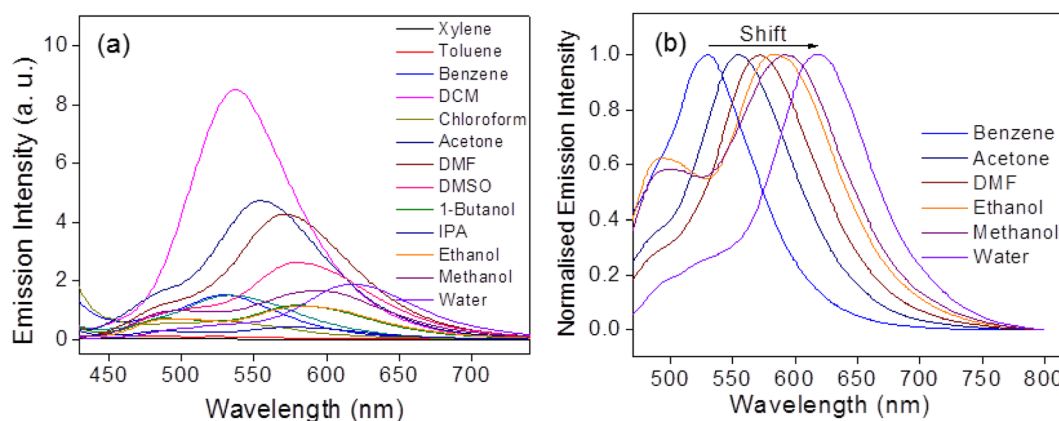 (a)
Emission Intensity (a. u.)
10
8
6
4
2
0
450 500 550 600 650 700
Wavelength (nm)
Xylene
Toluene
Benzene
DCM
Chloroform
Acetone
DMF
DMSO
1-Butanol
IPA
Ethanol
Methanol
Water
(b)
Shift
Normalised Emission Intensity
1.0
0.8
0.6
0.4
0.2
0.0
500 550 600 650 700 750 800
Wavelength (nm)
Benzene
Acetone
DMF
Ethanol
Methanol
Water